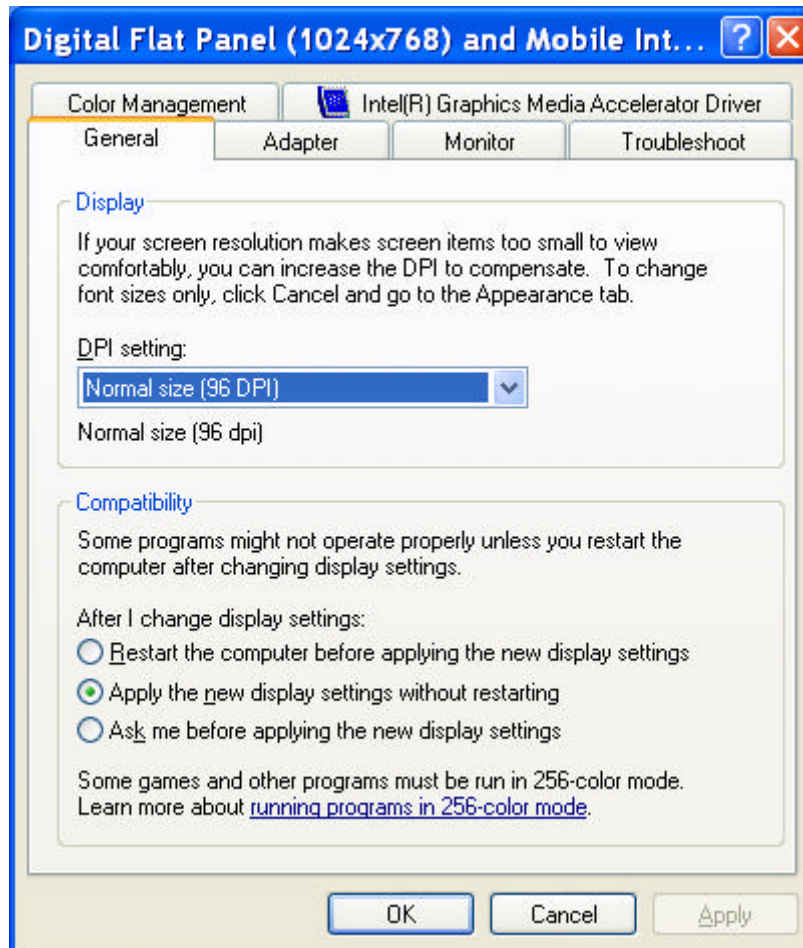 Digital Flat Panel (1024x768) and Mobile Int...
Color Management
Intel(R) Graphics Media Accelerator Driver
General
Adapter
Monitor
Troubleshoot
Display
If your screen resolution makes screen items too small to view
comfortably, you can increase the DPI to compensate. To change
font sizes only, click Cancel and go to the Appearance tab.
DPI setting:
Normal size (96 DPI)
Normal size (96 dpi)
Compatibility
Some programs might not operate properly unless you restart the
computer after changing display settings.
After I change display settings:
Restart the computer before applying the new display settings
Apply the new display settings without restarting
Ask me before applying the new display settings
Some games and other programs must be run in 256-color mode.
Learn more about running programs in 256-color mode.
OK
Cancel
Apply